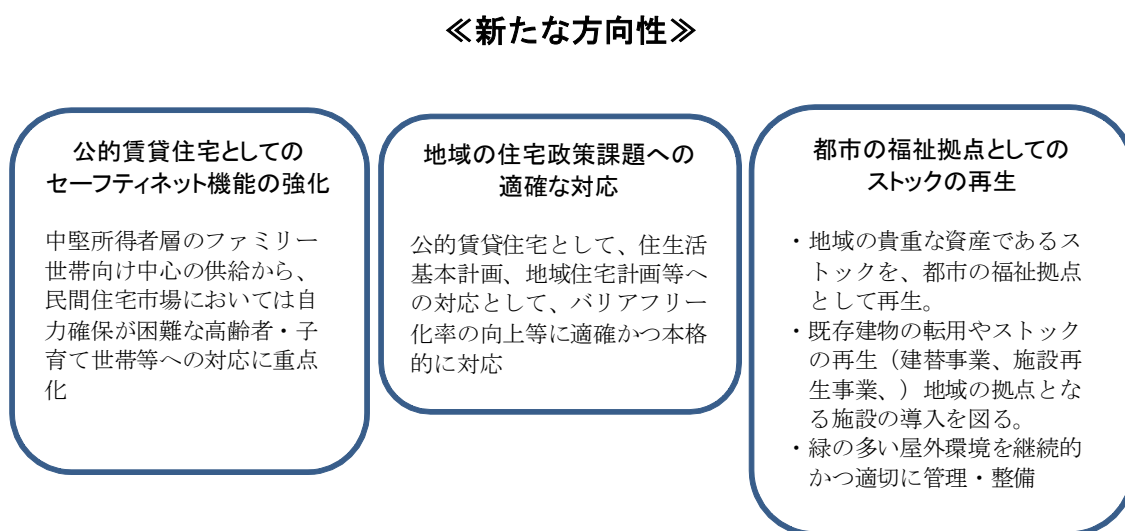 ≪新たな方向性≫
公的賃貸住宅としての
セーフティネット機能の強化
中堅所得者層のファミリー
世帯向け中心の供給から、
民間住宅市場においては自
力確保が困難な高齢者・子
育て世帯等への対応に重点
化
地域の住宅政策課題への
適確な対応
公的賃貸住宅として、住生活
基本計画、地域住宅計画等へ
の対応として、バリアフリー
化率の向上等に適確かつ本格
的に対応
都市の福祉拠点としての
ストックの再生
・地域の貴重な資産であるス
トックを、都市の福祉拠点
として再生。
・既存建物の転用やストック
の再生（建替事業、施設再
生事業、）地域の拠点とな
る施設の導入を図る。
・緑の多い屋外環境を継続的
かつ適切に管理・整備